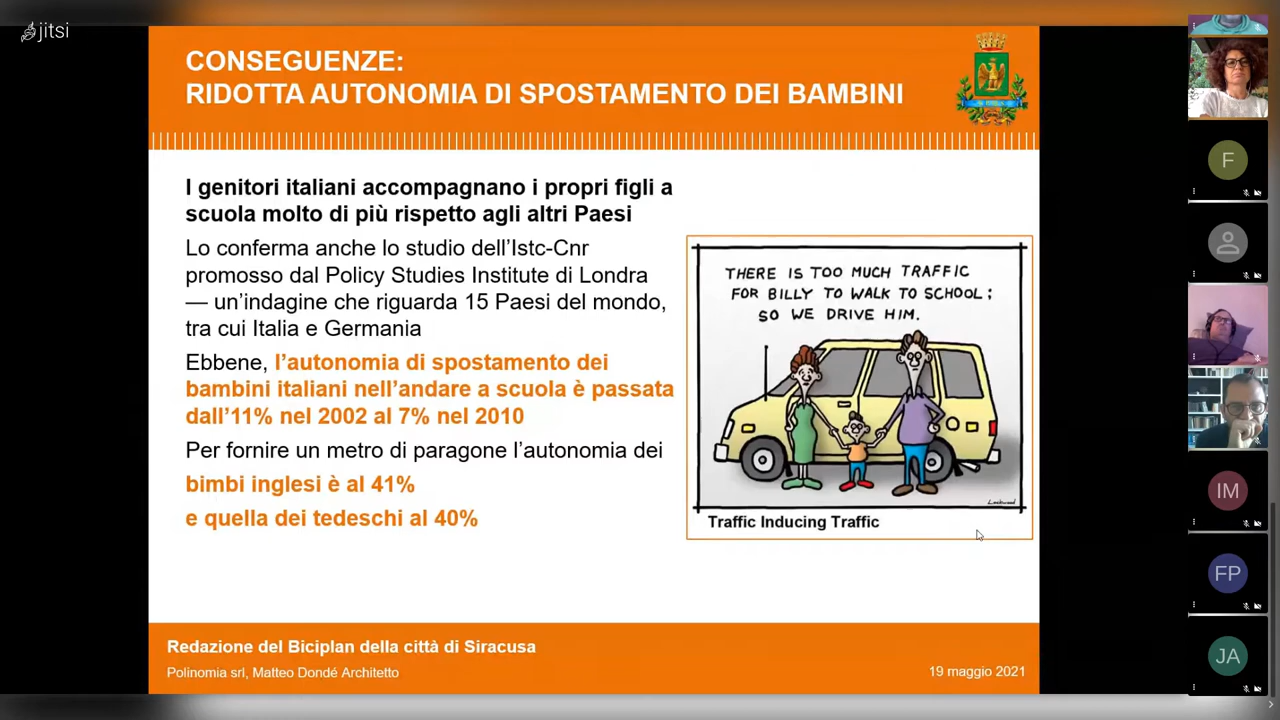 jitsi
CONSEGUENZE:
RIDOTTA AUTONOMIA DI SPOSTAMENTO DEI BAMBINI
I genitori italiani accompagnano i propri figli a
scuola molto di più rispetto agli altri Paesi
Lo conferma anche lo studio dell’Istc-Cnr
promosso dal Policy Studies Institute di Londra
— un’indagine che riguarda 15 Paesi del mondo,
tra cui Italia e Germania
Ebbene, l’autonomia di spostamento dei
bambini italiani nell’andare a scuola è passata
dall’11% nel 2002 al 7% nel 2010
Per fornire un metro di paragone l’autonomia dei
bimbi inglesi è al 41%
e quella dei tedeschi al 40%
THERE IS TOO MUCH TRAFFIC
FOR BILLY TO WALK TO SCHOOL;
SO WE DRIVE HIM.
Traffic Inducing Traffic
Redazione del Biciplan della città di Siracusa
Polinomia srl, Matteo Dondé Architetto
19 maggio 2021
F
IM
FP
JA